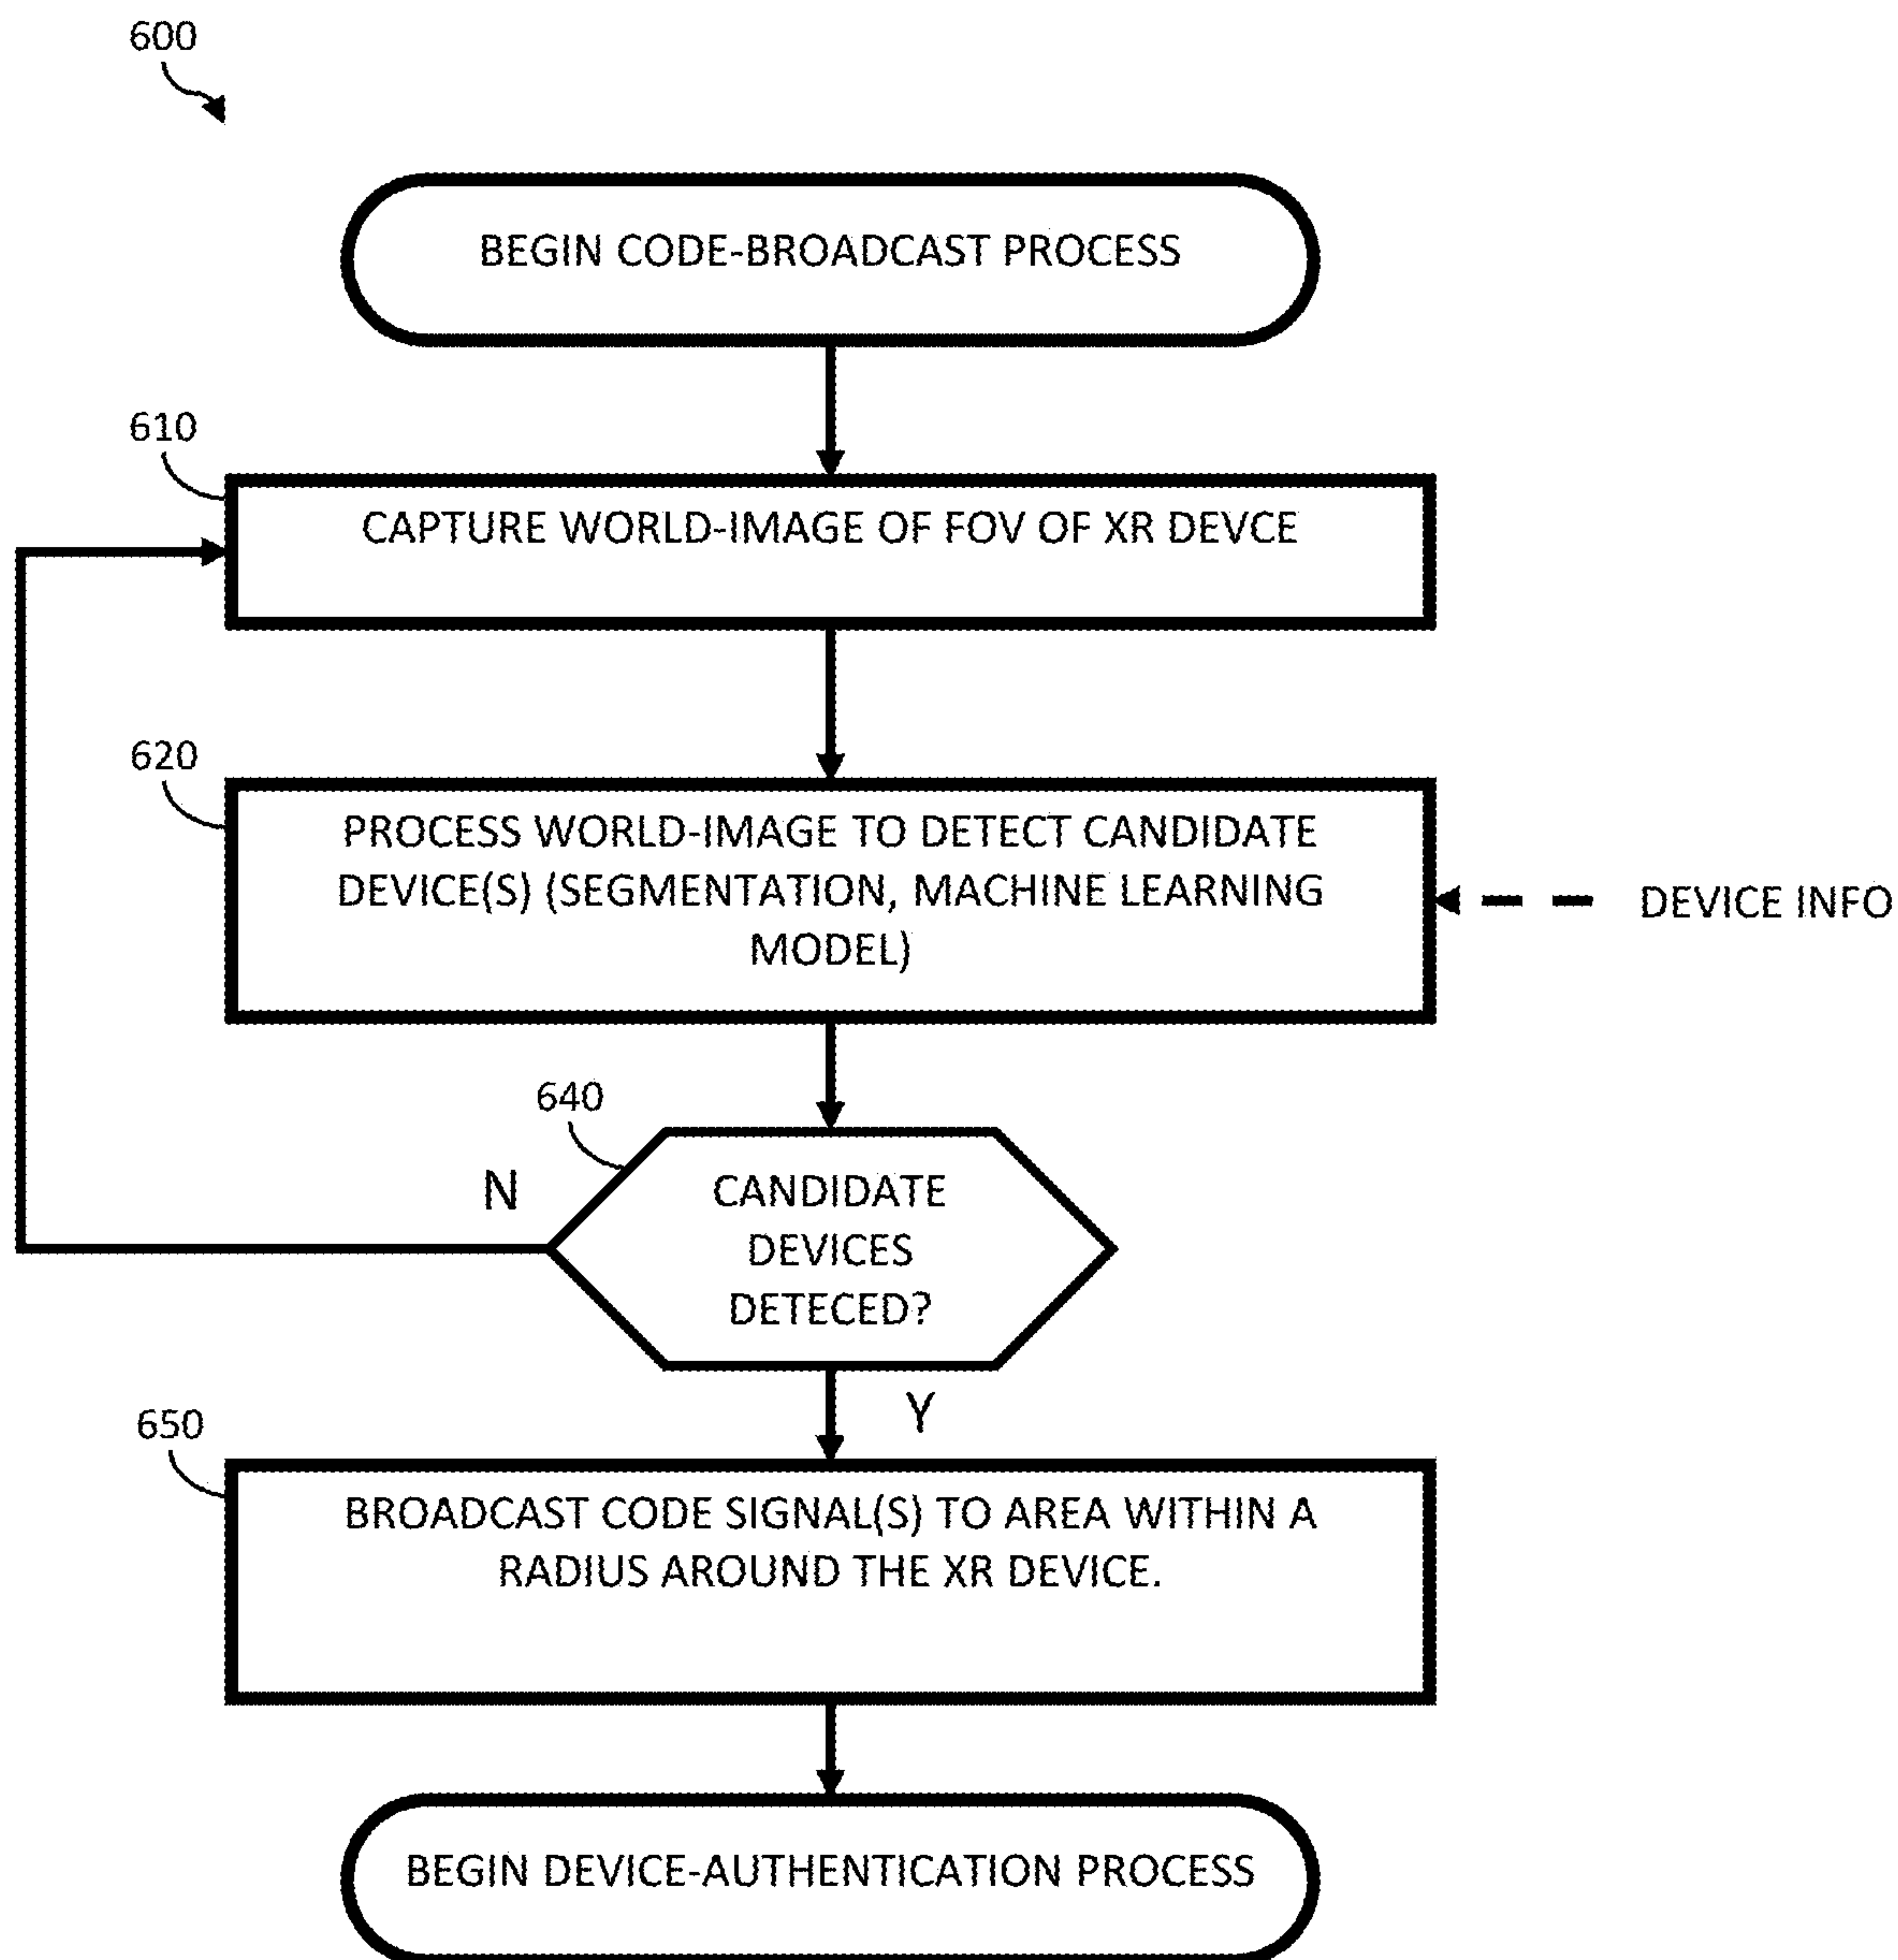 600
BEGIN CODE-BROADCAST PROCESS
610
CAPTURE WORLD-IMAGE OF FOV OF XR DEVCE
620
PROCESS WORLD-IMAGE TO DETECT CANDIDATE
DEVICE(S) (SEGMENTATION, MACHINE LEARNING
MODEL)
DEVICE INFO
640
N
CANDIDATE
DEVICES
DETECED?
Y
650
BROADCAST CODE SIGNAL(S) TO AREA WITHIN A
RADIUS AROUND THE XR DEVICE.
BEGIN DEVICE-AUTHENTICATION PROCESS